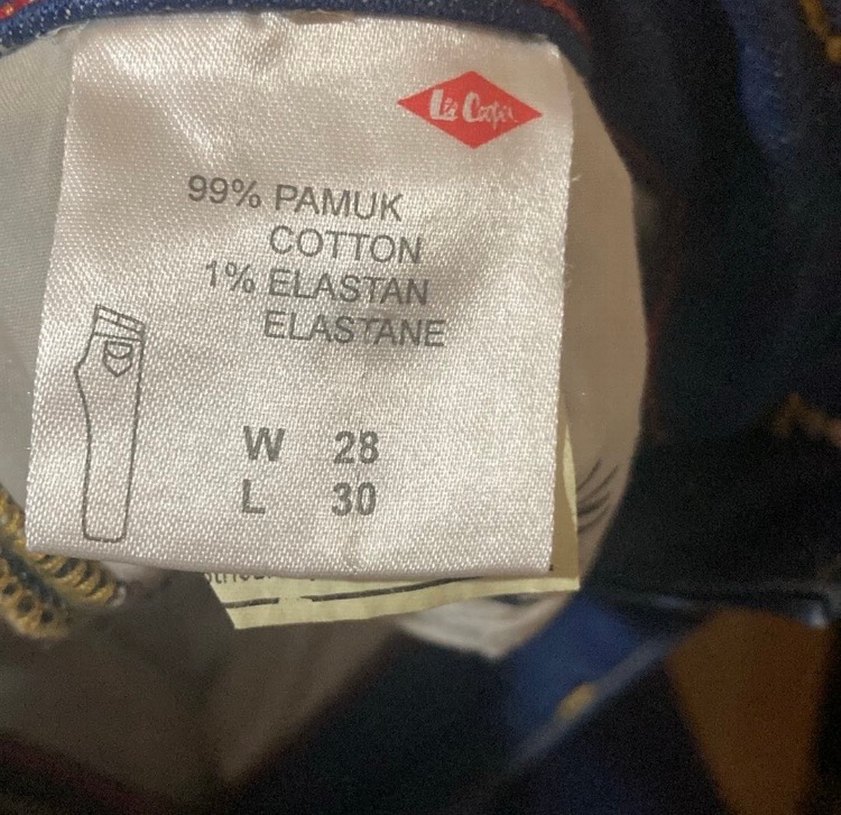 Lee Cooper
99% PAMUK
COTTON
1% ELASTAN
ELASTANE
W 28
L 30